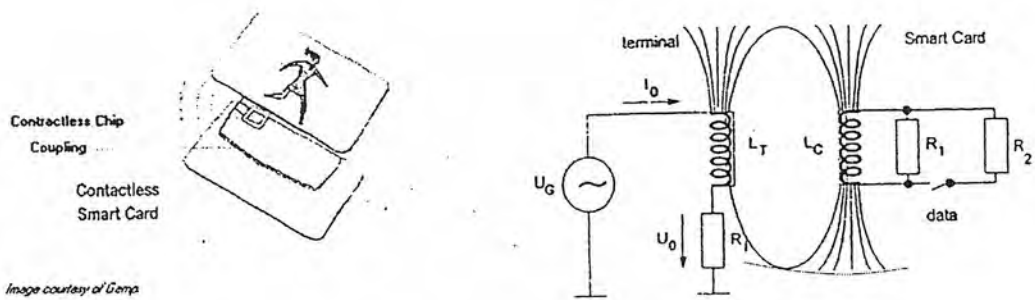 Contractless Chip
Coupling
Contactless
Smart Card
Image courtesy of Gemp
terminal
Smart Card
I0
LT
LC
R1
R2
UG
data
U0
Ri